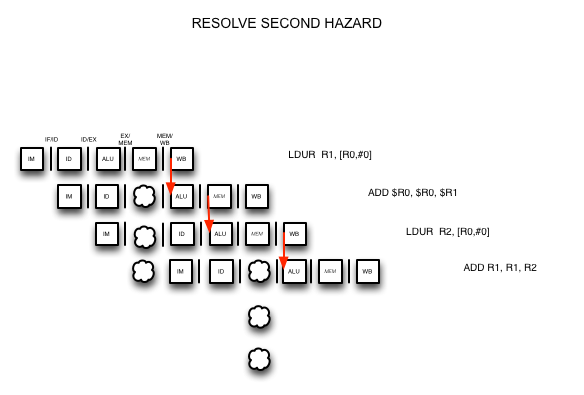 RESOLVE SECOND HAZARD
IF/ID ID/EX EX/ MEM/
MEM WB
IM ID ALU MEM WB LDUR R1, [R0,#0]
IM ID ALU MEM WB ADD $R0, $R0, $R1
IM ID ALU MEM WB LDUR R2, [R0,#0]
IM ID ALU MEM WB ADD R1, R1, R2